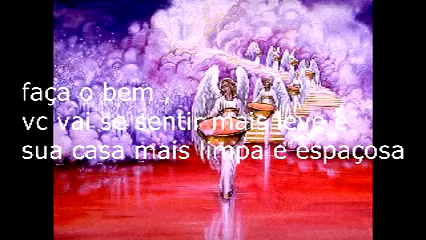 faça o bem
vc vai se sentir mais leve e
sua casa mais limpa e espaçosa